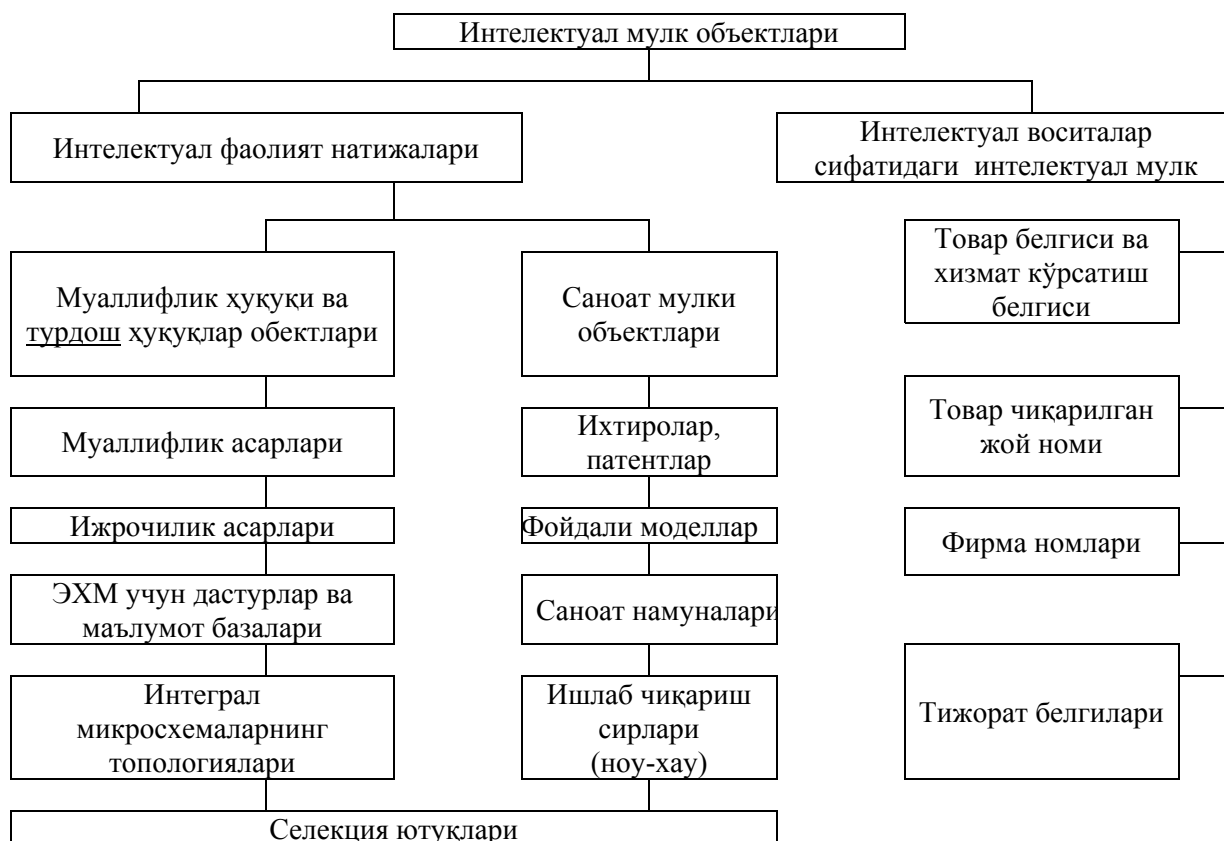 Интелектуал мулк объектлари
Интелектуал фаолият натижалари
Интелектуал воситалар
сифатидаги интелектуал мулк
Муаллифлик ҳуқуқи ва
турдош ҳуқуқлар обектлари
Муаллифлик асарлари
Ижрочилик асарлари
ЭХМ учун дастурлар ва
маълумот базалари
Интеграл
микросхемаларнинг
топологиялари
Саноат мулки
объектлари
Ихтиролар,
патентлар
Фойдали моделлар
Саноат намуналари
Ишлаб чиқариш
сирлари
(ноу-хау)
Селекция ютуқлари
Товар белгиси ва
хизмат кўрсатиш
белгиси
Товар чиқарилган
жой номи
Фирма номлари
Тижорат белгилари